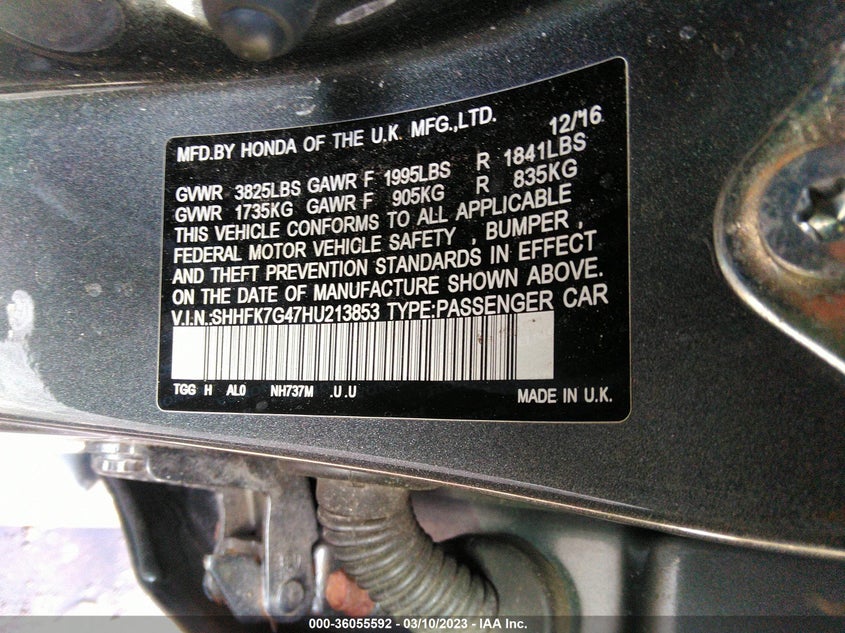 MFD.BY HONDA OF THE U.K. MFG.,LTD. 12/16
GVWR 3825LBS GAWR F 1995LBS R 1841LBS
GVWR 1735KG GAWR F 905KG R 835KG
THIS VEHICLE CONFORMS TO ALL APPLICABLE
FEDERAL MOTOR VEHICLE SAFETY , BUMPER ,
AND THEFT PREVENTION STANDARDS IN EFFECT
ON THE DATE OF MANUFACTURE SHOWN ABOVE.
V.I.N.:SHHFK7G47HU213853 TYPE:PASSENGER CAR
TGG H AL0 NH737M .U .U MADE IN U.K.
000-36055592 - 03/10/2023 - IAA Inc.